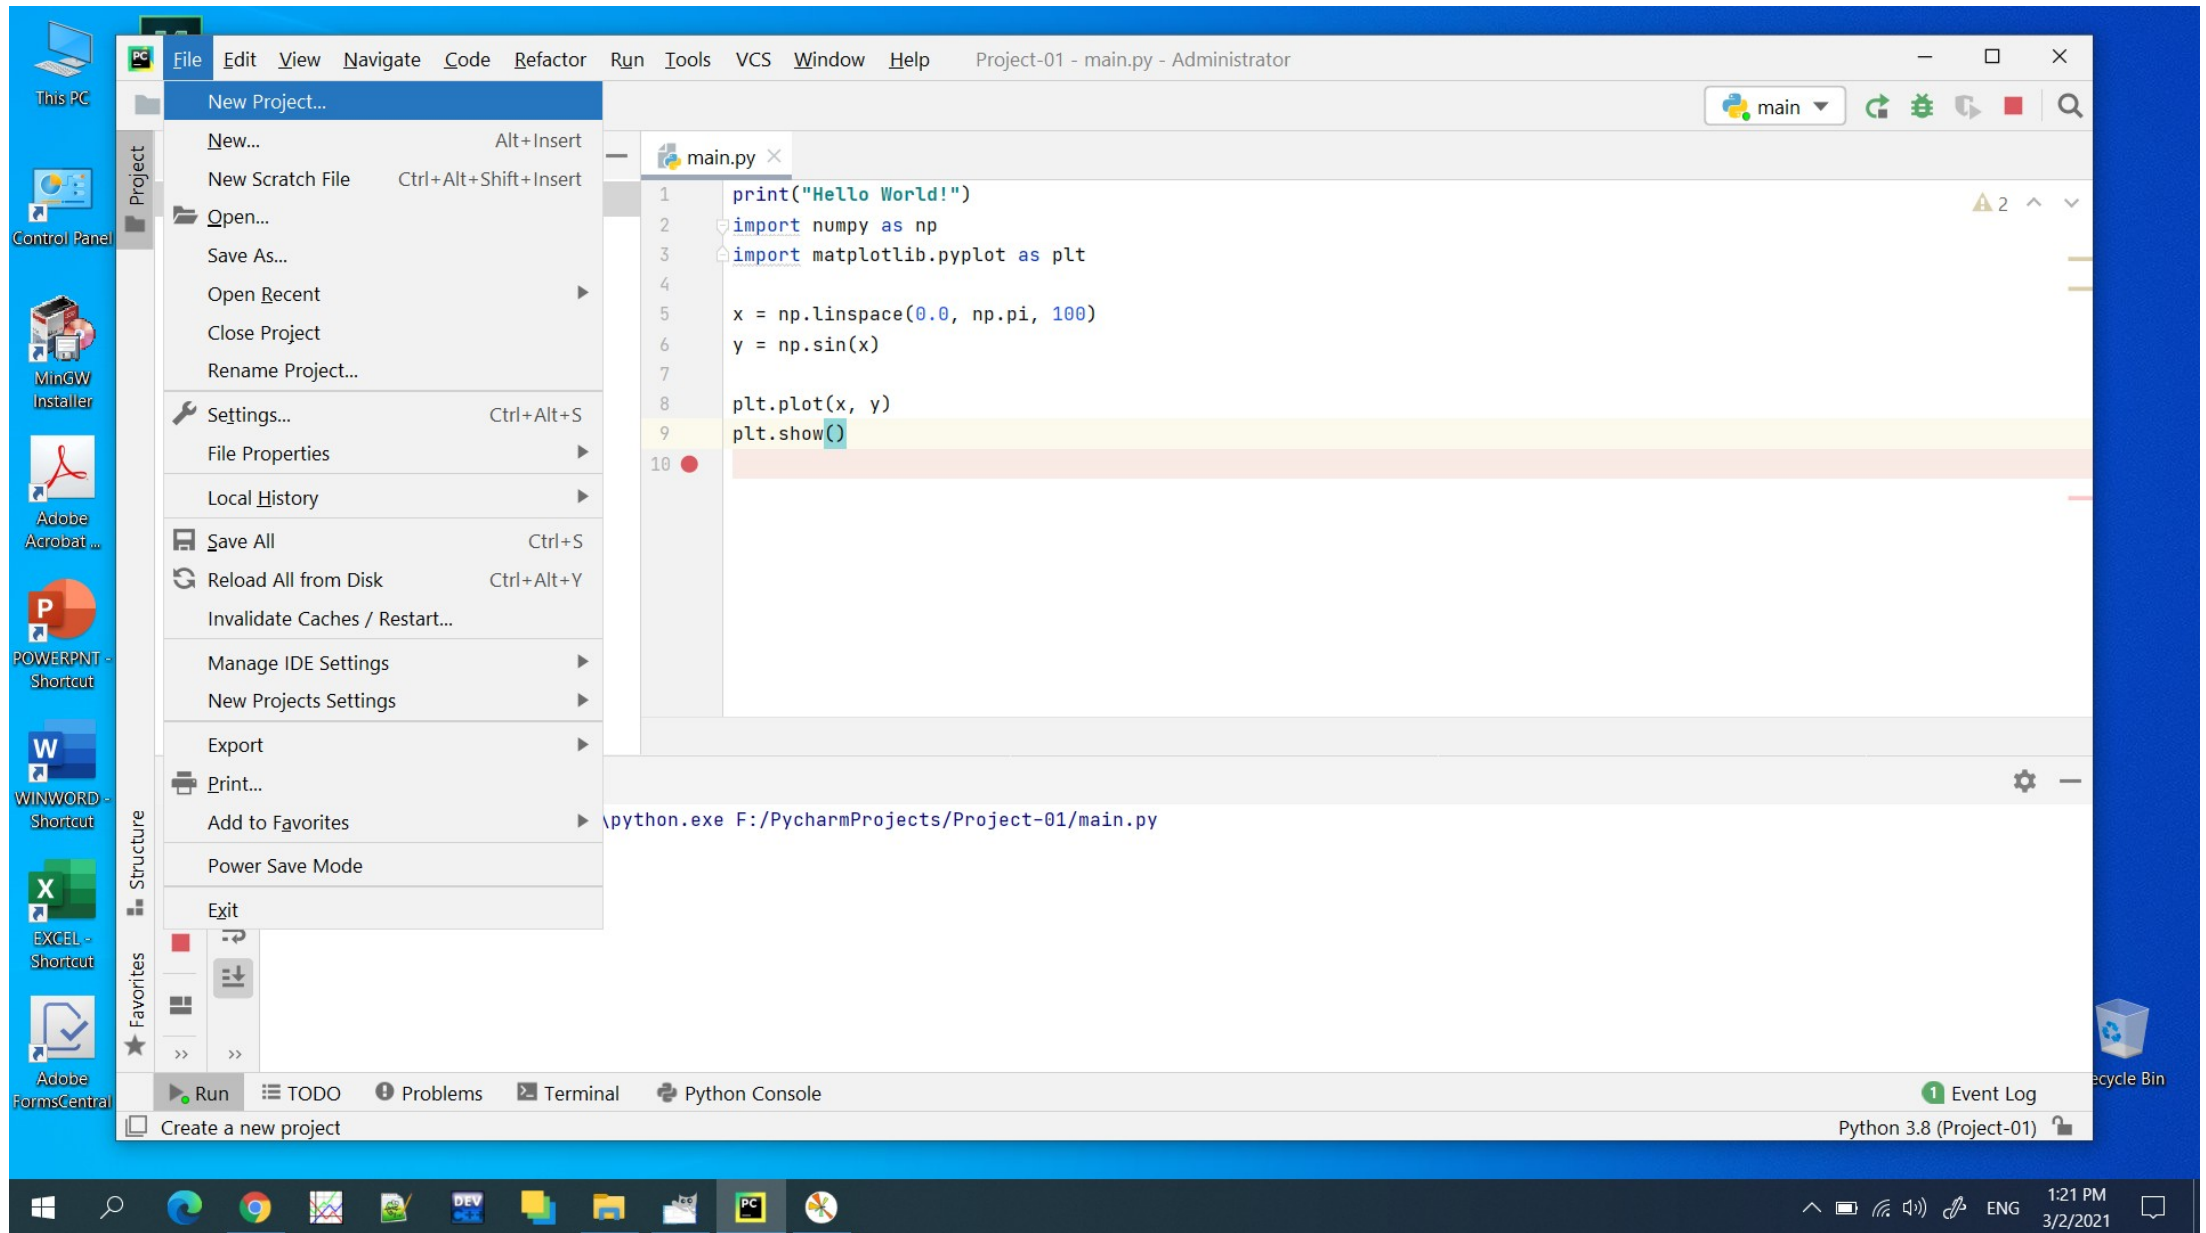 This PC
Control Panel
MinGW
Installer
Adobe
Acrobat ...
POWERPNT -
Shortcut
WINWORD -
Shortcut
EXCEL -
Shortcut
Adobe
FormsCentral
File Edit View Navigate Code Refactor Run Tools VCS Window Help Project-01 - main.py - Administrator
main
New Project...
New... Alt+Insert
New Scratch File Ctrl+Alt+Shift+Insert
Open...
Save As...
Open Recent
Close Project
Rename Project...
Settings... Ctrl+Alt+S
File Properties
Local History
Save All Ctrl+S
Reload All from Disk Ctrl+Alt+Y
Invalidate Caches / Restart...
Manage IDE Settings
New Projects Settings
Export
Print...
Add to Favorites
Power Save Mode
Exit
Project
Structure
Favorites
main.py
1 print("Hello World!")
2 import numpy as np
3 import matplotlib.pyplot as plt
4
5 x = np.linspace(0.0, np.pi, 100)
6 y = np.sin(x)
7
8 plt.plot(x, y)
9 plt.show()
10
2
\python.exe F:/PycharmProjects/Project-01/main.py
Run TODO Problems Terminal Python Console 1 Event Log
Create a new project Python 3.8 (Project-01)
ecycle Bin
DEV
C++
PC
ENG
1:21 PM
3/2/2021